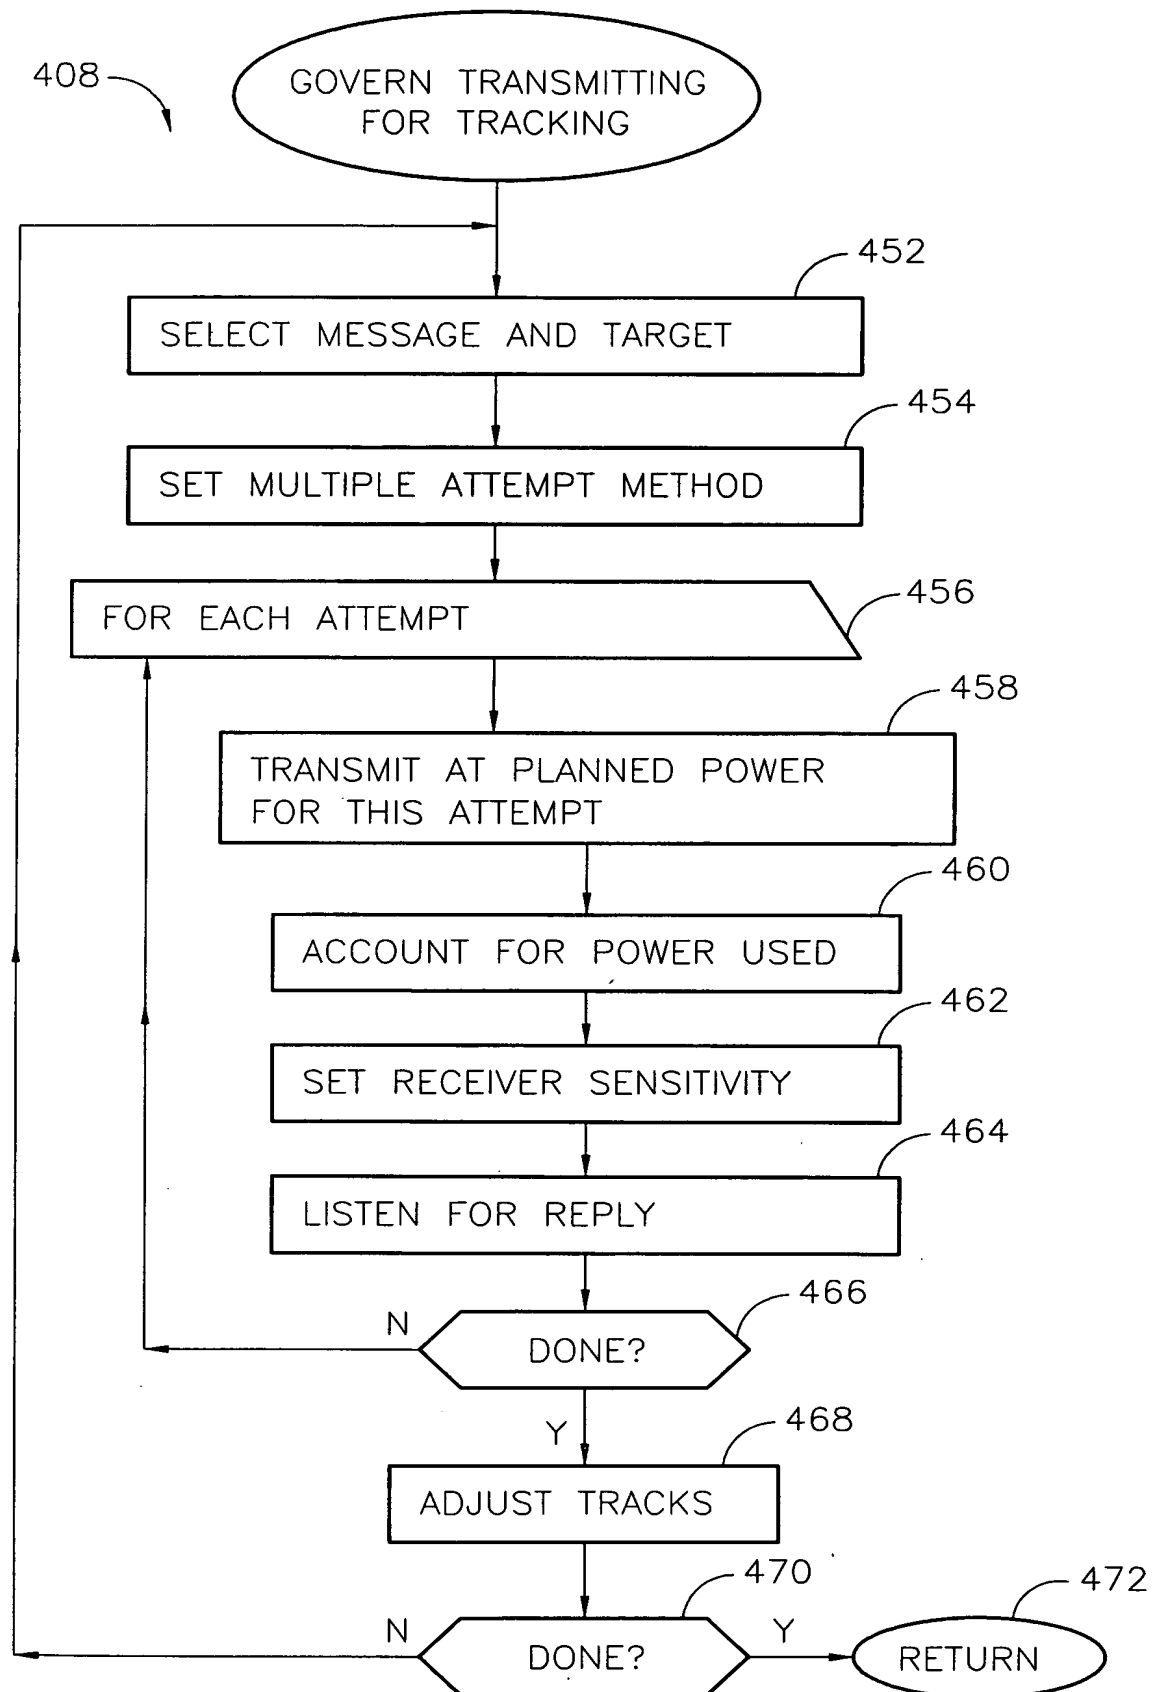 408
GOVERN TRANSMITTING
FOR TRACKING
452
SELECT MESSAGE AND TARGET
454
SET MULTIPLE ATTEMPT METHOD
456
FOR EACH ATTEMPT
458
TRANSMIT AT PLANNED POWER
FOR THIS ATTEMPT
460
ACCOUNT FOR POWER USED
462
SET RECEIVER SENSITIVITY
464
LISTEN FOR REPLY
466
N
DONE?
Y
468
ADJUST TRACKS
470
472
N
DONE?
Y
RETURN